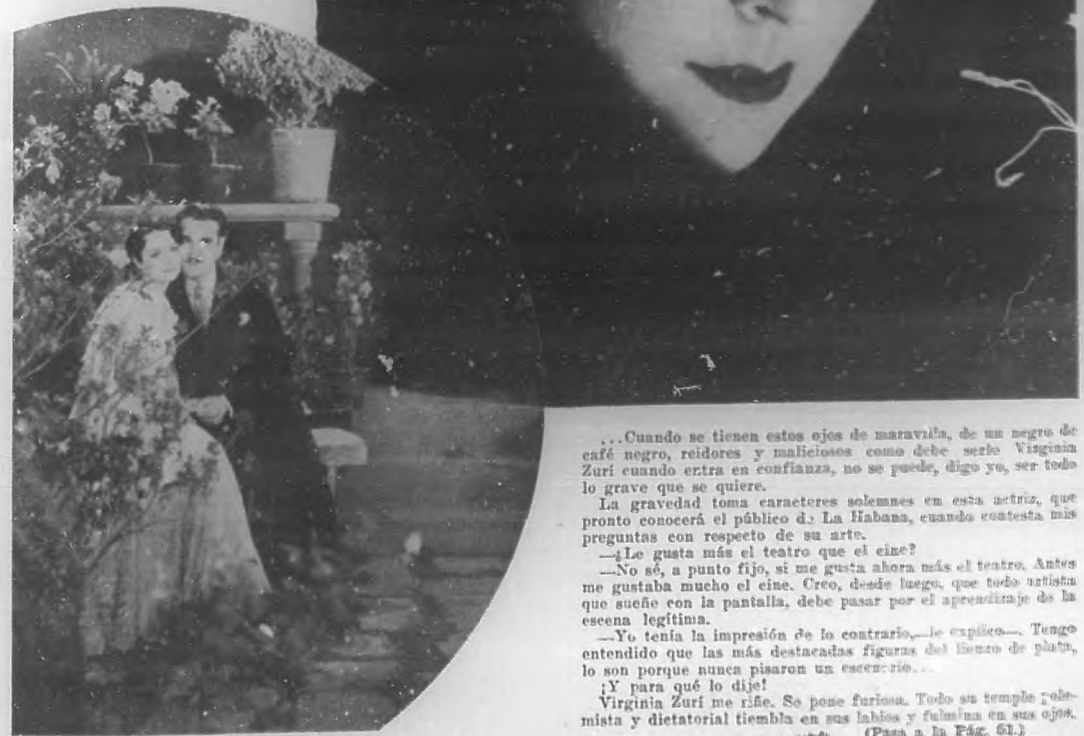 ...Cuando se tienen estos ojos de maravilla, de un negro de
café negro, reidores y maliciosos como debe serlo Virginia
Zurí cuando entra en confianza, no se puede, digo yo, ser todo
lo grave que se quiere.
La gravedad toma caracteres solemnes en esta actriz, que
pronto conocerá el público de La Habana, cuando contesta mis
preguntas con respecto de su arte.
—¿Le gusta más el teatro que el cine?
—No sé, a punto fijo, si me gusta ahora más el teatro. Antes
me gustaba mucho el cine. Creo, desde luego, que todo artista
que sueñe con la pantalla, debe pasar por el aprendizaje de la
escena legítima.
—Yo tenía la impresión de lo contrario,—le explico—. Tengo
entendido que las más destacadas figuras del lienzo de plata,
lo son porque nunca pisaron un escenario...
¡Y para qué lo dije!
Virginia Zurí me riñe. Se pone furiosa. Todo su temple pole-
mista y dictatorial tiembla en sus labios y fulmina en sus ojos.
(Pasa a la Pág. 51.)